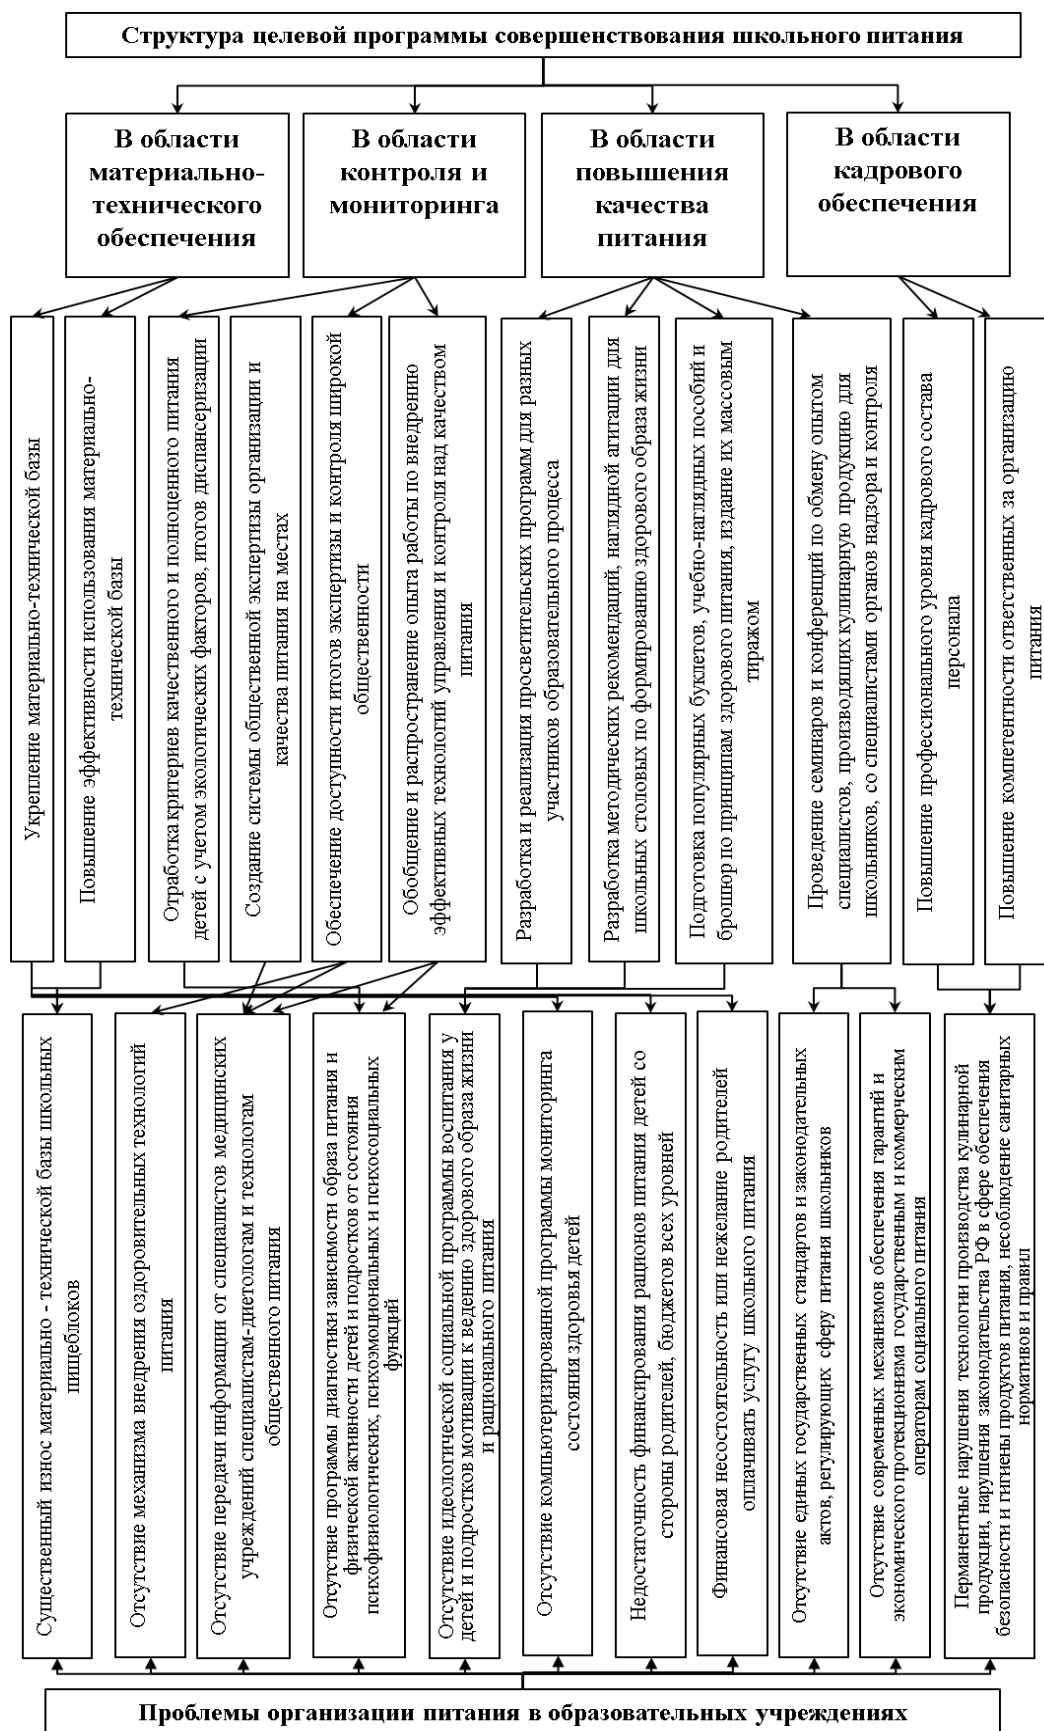 Структура целевой программы совершенствования школьного питания
В области
материально-
технического
обеспечения
В области
контроля и
мониторинга
В области
повышения
качества
питания
В области
кадрового
обеспечения
Укрепление материально-технической базы
Повышение эффективности использования материально-
технической базы
Отработка критериев качественного и полноценного питания
детей с учетом экологических факторов, итогов диспансеризации
Создание системы общественной экспертизы организации и
качества питания на местах
Обеспечение доступности итогов экспертизы и контроля широкой
общественности
Обобщение и распространение опыта работы по внедрению
эффективных технологий управления и контроля над качеством
питания
Разработка и реализация просветительских программ для разных
участников образовательного процесса
Разработка методических рекомендаций, наглядной агитации для
школьных столовых по формированию здорового образа жизни
Подготовка популярных буклетов, учебно-наглядных пособий и
брошюр по принципам здорового питания, издание их массовым
тиражом
Проведение семинаров и конференций по обмену опытом
специалистов, производящих кулинарную продукцию для
школьников, со специалистами органов надзора и контроля
Повышение профессионального уровня кадрового состава
персонала
Повышение компетентности ответственных за организацию
питания
Существенный износ материально - технической базы школьных
пищеблоков
Отсутствие механизма внедрения оздоровительных технологий
питания
Отсутствие передачи информации от специалистов медицинских
учреждений специалистам-диетологам и технологам
общественного питания
Отсутствие программы диагностики зависимости образа питания и
физической активности детей и подростков от состояния
психофизиологических, психоэмоциональных и психосоциальных
функций
Отсутствие идеологической социальной программы воспитания у
детей и подростков мотивации к ведению здорового образа жизни
и рационального питания
Отсутствие компьютеризированной программы мониторинга
состояния здоровья детей
Недостаточность финансирования рационов питания детей со
стороны родителей, бюджетов всех уровней
Финансовая несостоятельность или нежелание родителей
оплачивать услугу школьного питания
Отсутствие единых государственных стандартов и законодательных
актов, регулирующих сферу питания школьников
Отсутствие современных механизмов обеспечения гарантий и
экономического протекционизма государственным и коммерческим
операторам социального питания
Перманентные нарушения технологии производства кулинарной
продукции, нарушения законодательства РФ в сфере обеспечения
безопасности и гигиены продуктов питания, несоблюдение санитарных
нормативов и правил
Проблемы организации питания в образовательных учреждениях